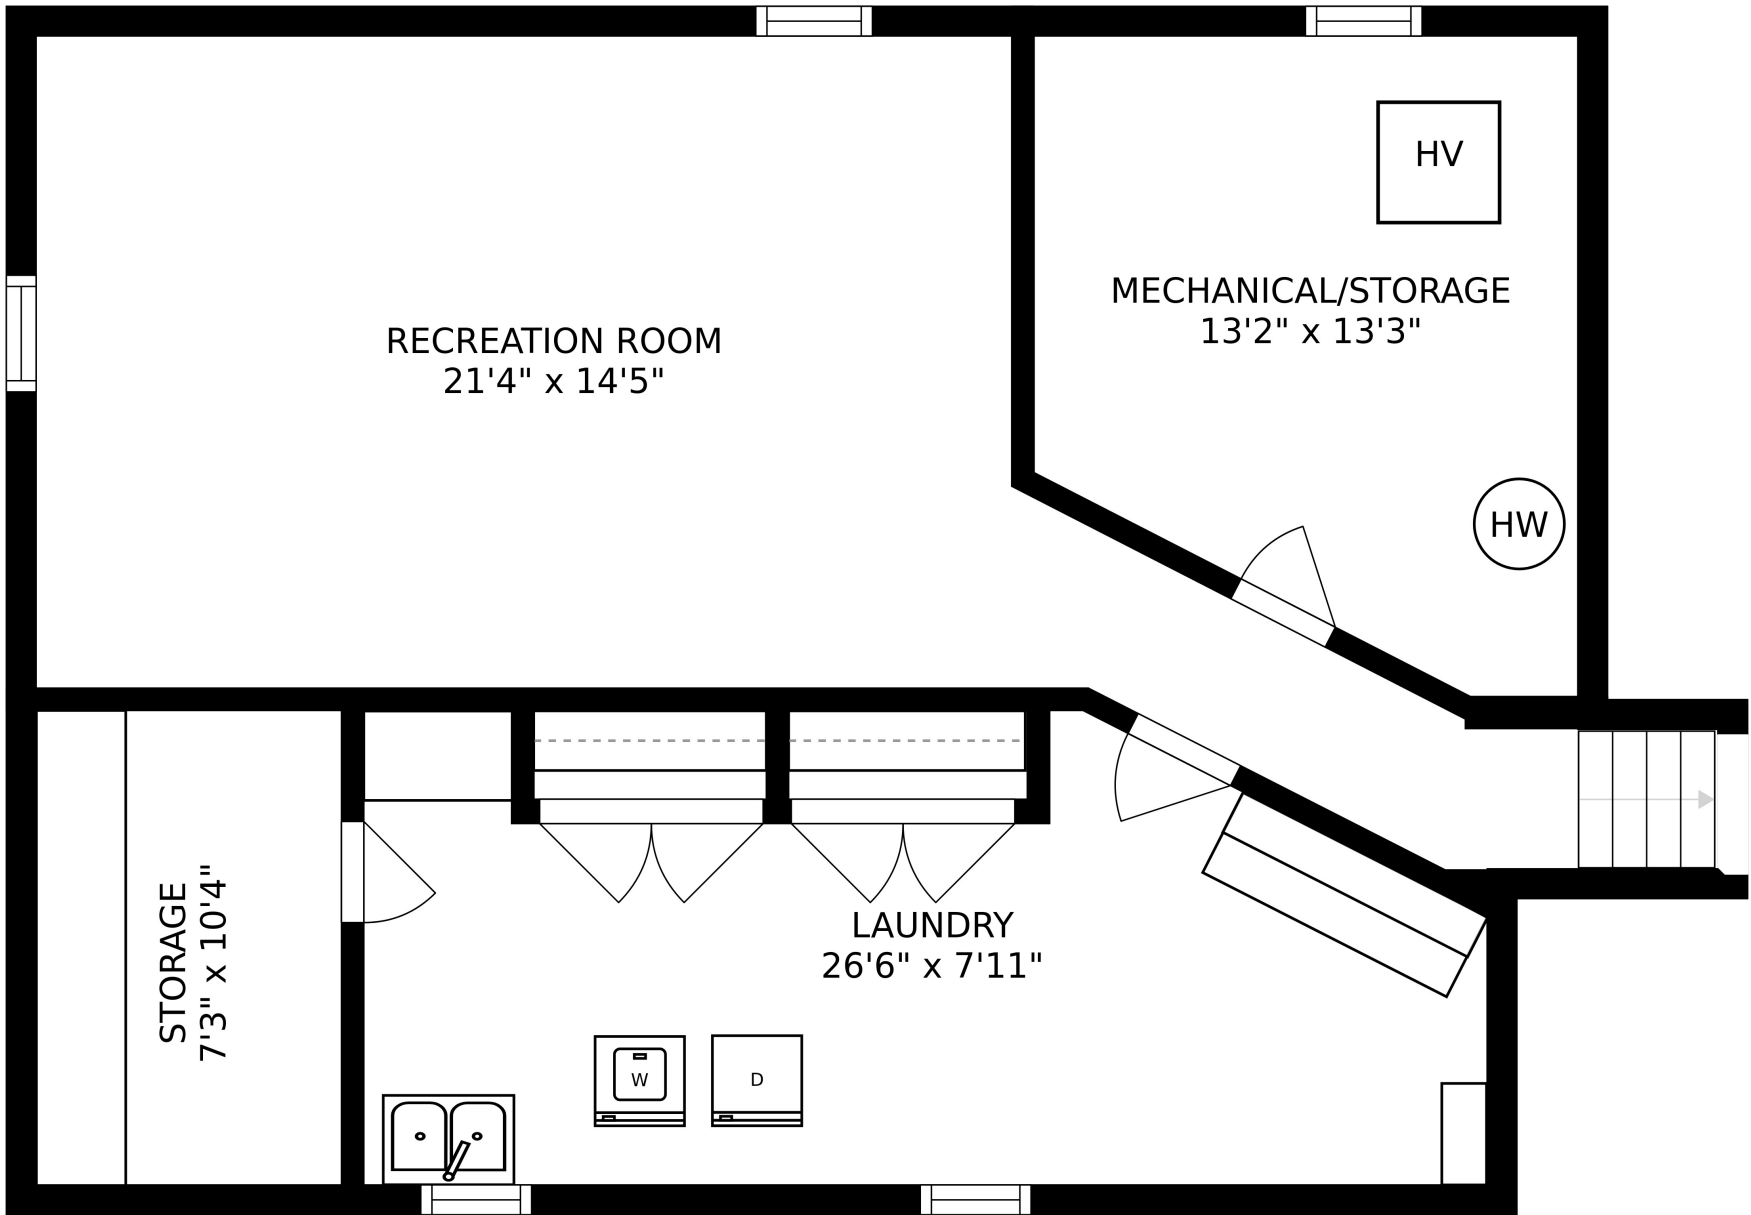 HV
MECHANICAL/STORAGE
13'2" x 13'3"
RECREATION ROOM
21'4" x 14'5"
HW
STORAGE
7'3" x 10'4"
LAUNDRY
26'6" x 7'11"
W
D